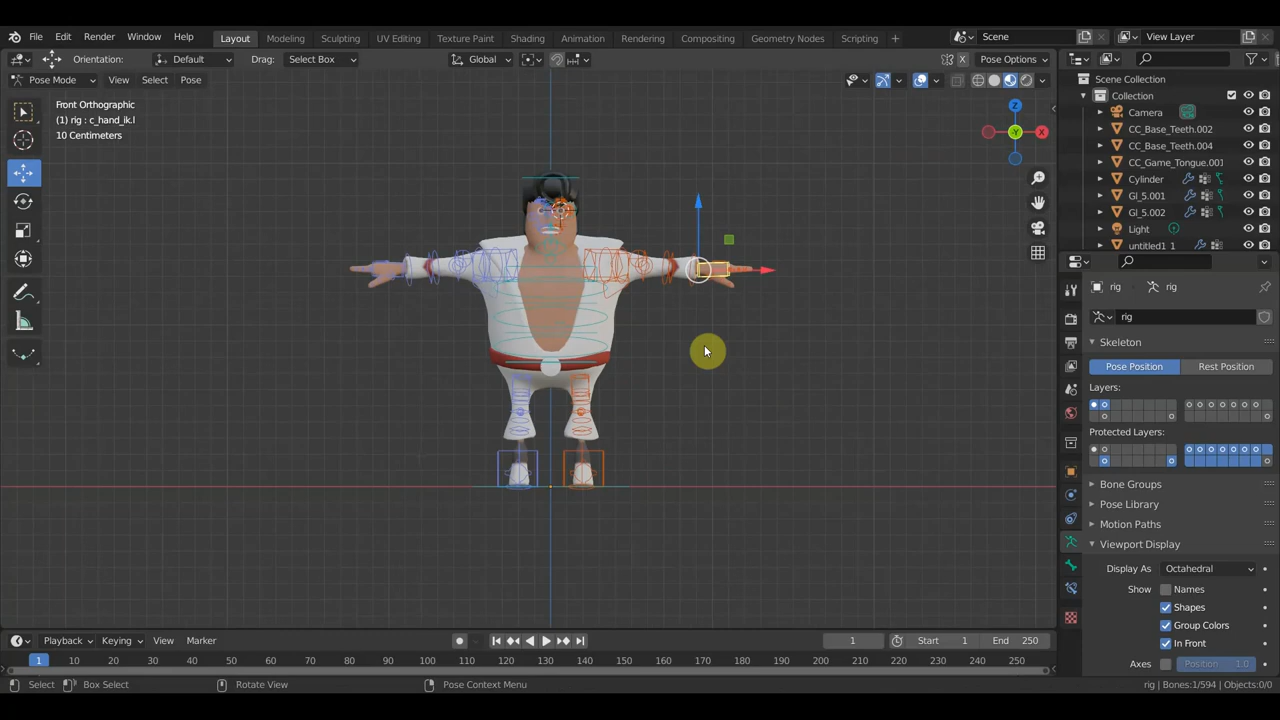 File Edit Render Window Help Layout Modeling Sculpting UV Editing Texture Paint Shading Animation Rendering Compositing Geometry Nodes Scripting + Scene View Layer
Orientation: Default Drag: Select Box Global X Pose Options
Pose Mode View Select Pose Scene Collection
Front Orthographic
(1) rig : c_hand_ik.l
10 Centimeters
Z
X
-Y
Collection
Camera
CC_Base_Teeth.002
CC_Base_Teeth.004
CC_Game_Tongue.001
Cylinder
GI_5.001
GI_5.002
Light
untitled1_1
rig rig
rig
Skeleton
Pose Position Rest Position
Layers:
Protected Layers:
Bone Groups
Pose Library
Motion Paths
Viewport Display
Display As Octahedral
Show Names
Shapes
Group Colors
In Front
Axes Position 1.0
Playback Keying View Marker 1 Start 1 End 250
1 10 20 30 40 50 60 70 80 90 100 110 120 130 140 150 160 170 180 190 200 210 220 230 240 250
Select Box Select Rotate View Pose Context Menu rig | Bones:1/594 | Objects:0/0